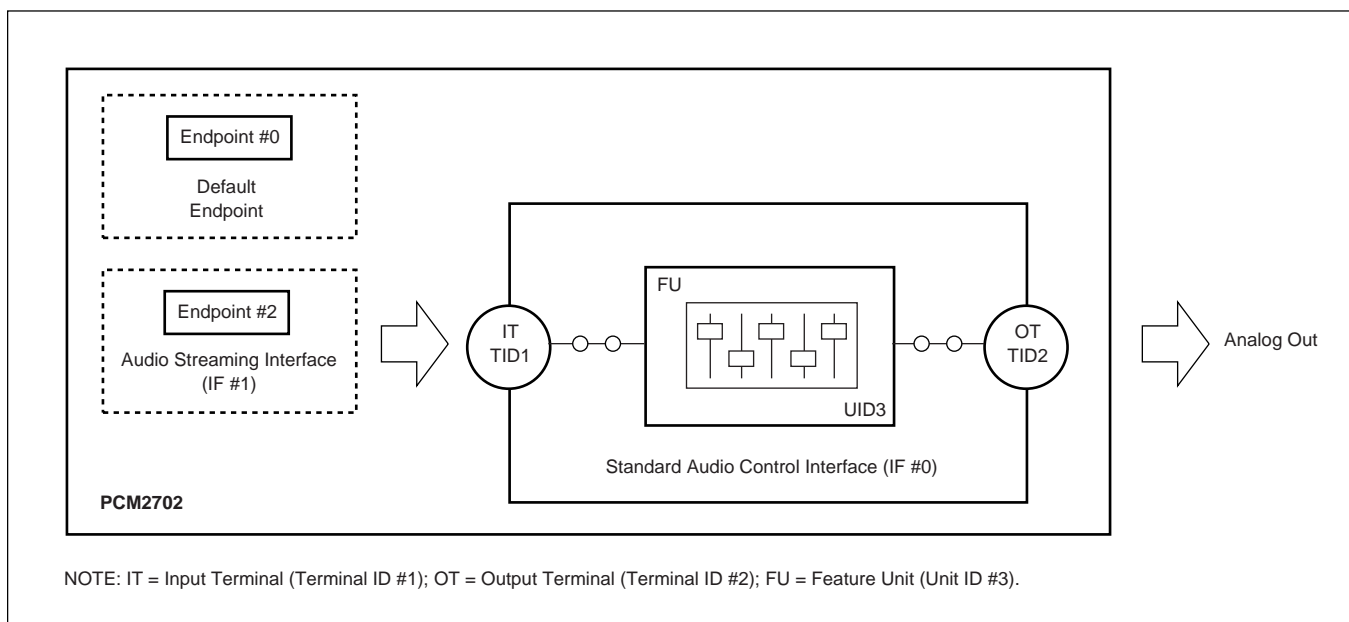 Endpoint #0
Default
Endpoint
Endpoint #2
Audio Streaming Interface
(IF #1)
IT
TID1
FU
UID3
OT
TID2
Standard Audio Control Interface (IF #0)
Analog Out
PCM2702
NOTE: IT = Input Terminal (Terminal ID #1); OT = Output Terminal (Terminal ID #2); FU = Feature Unit (Unit ID #3).